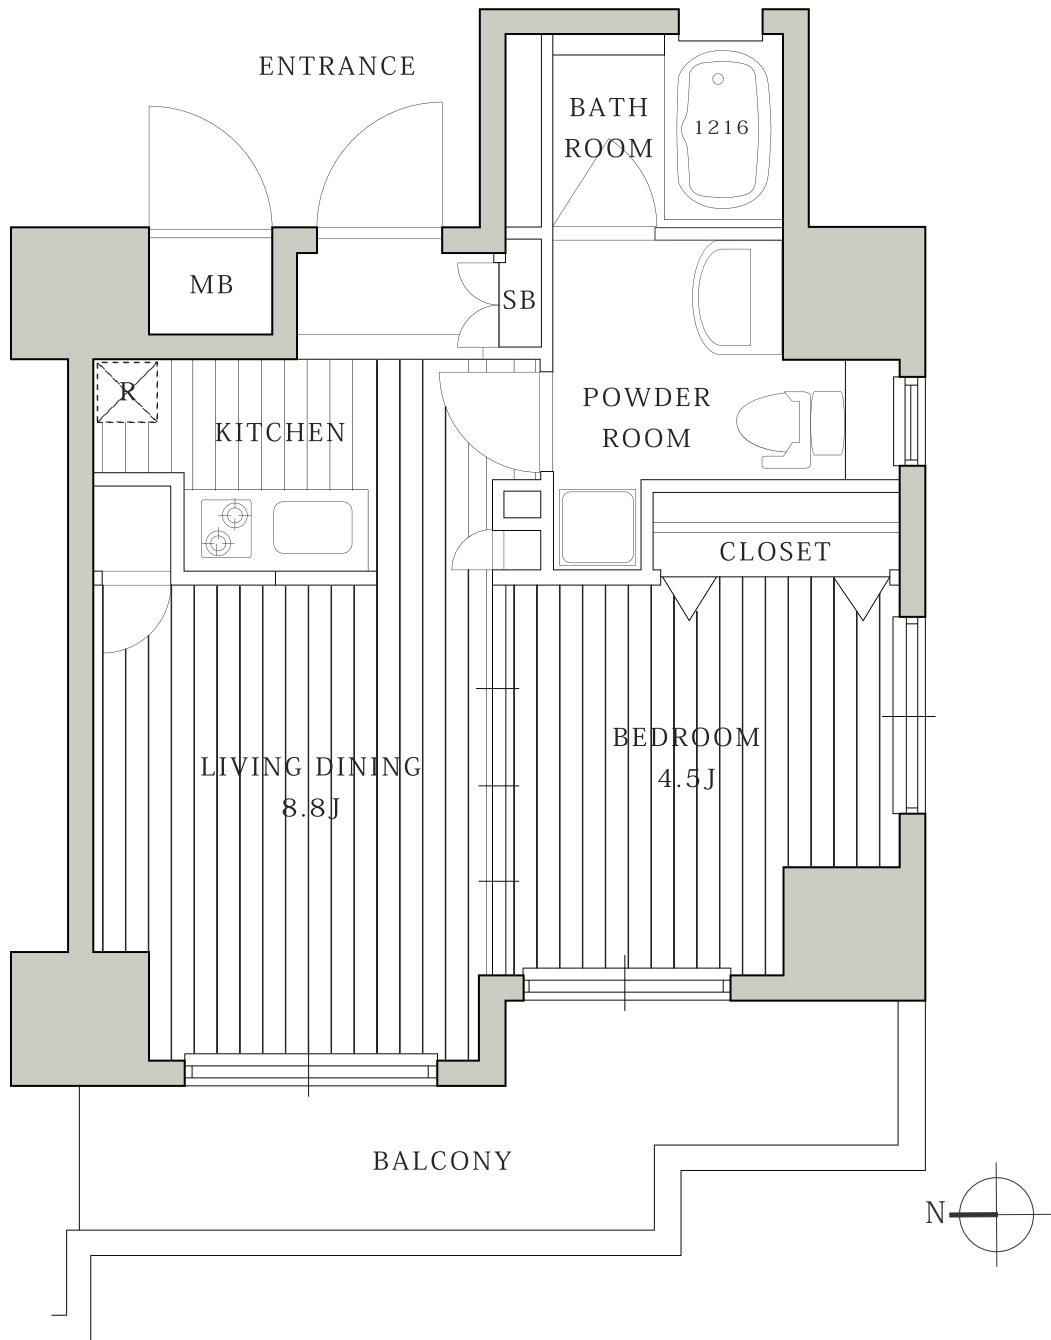 ENTRANCE
BATH
ROOM
1216
MB
SB
R
KITCHEN
POWDER
ROOM
CLOSET
LIVING DINING
8.8J
BEDROOM
4.5J
BALCONY
N